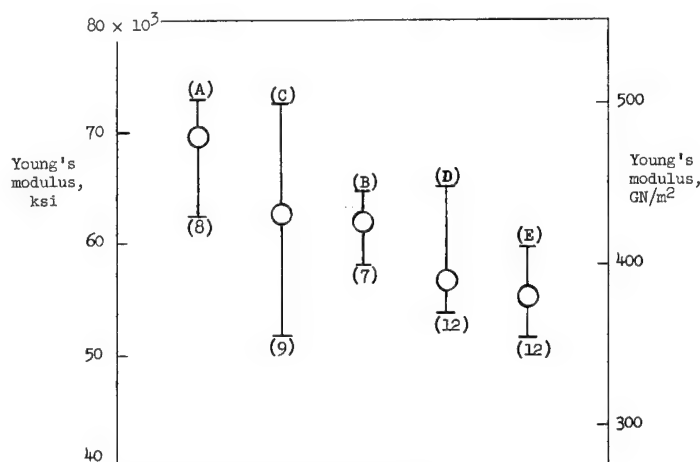 80 × 10³
(A)
(C)
500
70
Young's
modulus,
ksi
Young's
modulus,
GN/m²
(B)
(D)
(8)
60
(E)
(7)
400
(12)
(9)
(12)
50
300
40